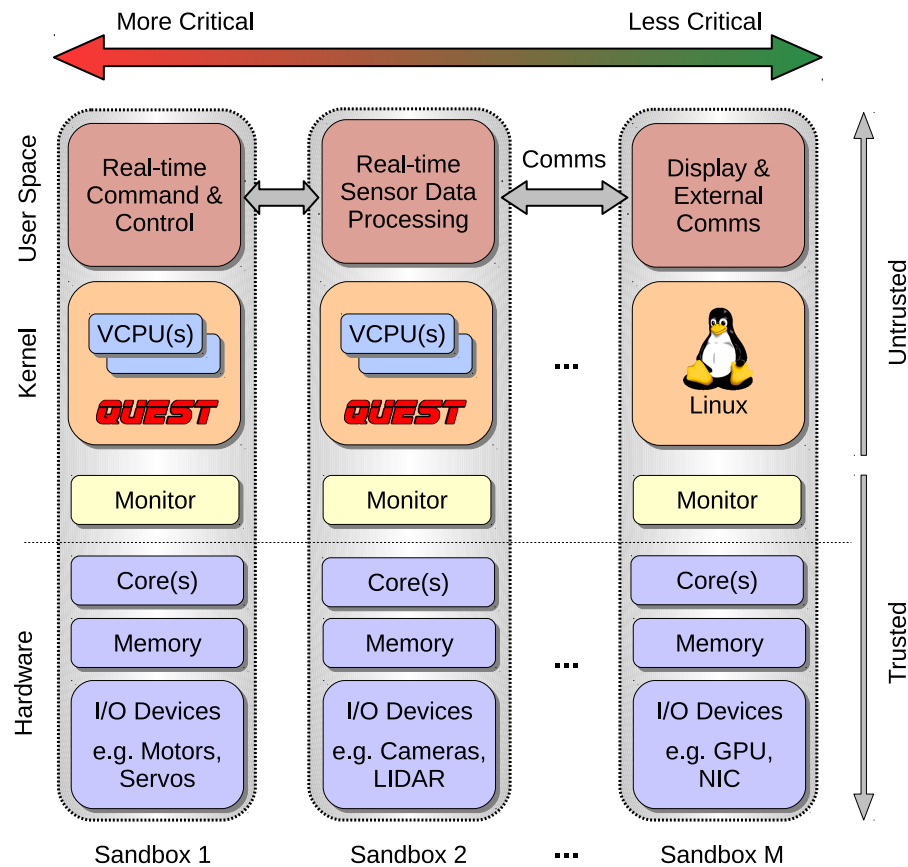 More Critical
Less Critical
User Space
Real-time
Command &
Control
Real-time
Sensor Data
Processing
Comms
Display &
External
Comms
Untrusted
Kernel
VCPU(s)
QUEST
VCPU(s)
QUEST
...
Linux
Monitor
Monitor
Monitor
Trusted
Hardware
Core(s)
Core(s)
Core(s)
Memory
Memory
...
Memory
I/O Devices
e.g. Motors,
Servos
I/O Devices
e.g. Cameras,
LIDAR
I/O Devices
e.g. GPU,
NIC
Sandbox 1
Sandbox 2
...
Sandbox M